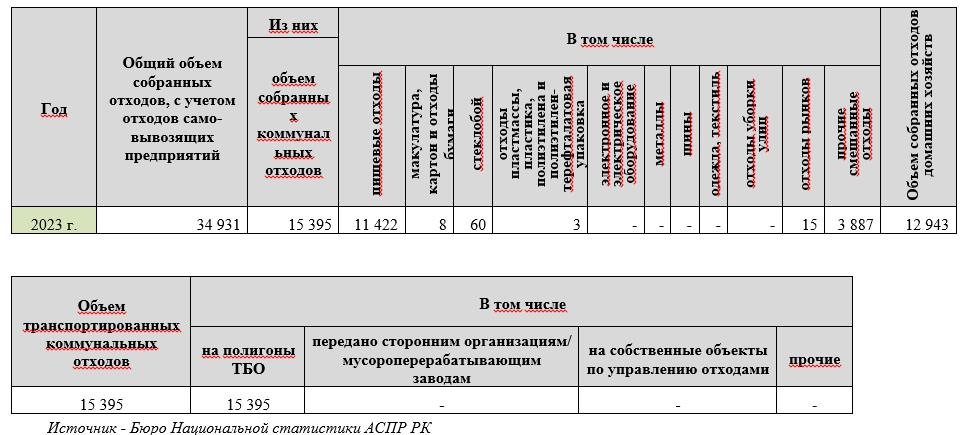 Год
Общий объем
собранных
отходов, с учетом
отходов само-
вывозящих
предприятий
Из них
объем
собранны
х
коммунал
ьных
отходов
В том числе
пищевые отходы
макулатура,
картон и отходы
бумаги
стеклобой
отходы
пластмассы,
пластика,
полиэтилена и
полиэтилен-
терефталатовая
упаковка
электронное и
электрическое
оборудование
металлы
шины
одежда, текстиль
отходы уборки
улиц
отходы рынков
прочие
смешанные
отходы
Объем собранных отходов
домашних хозяйств
2023 г. 34 931 15 395 11 422 8 60 3 - - - - - 15 3 887 12 943
Объем
транспортированных
коммунальных
отходов
В том числе
на полигоны
ТБО
передано сторонним организациям/
мусороперерабатывающим
заводам
на собственные объекты
по управлению отходами
прочие
15 395 15 395 - - -
Источник - Бюро Национальной статистики АСПР РК